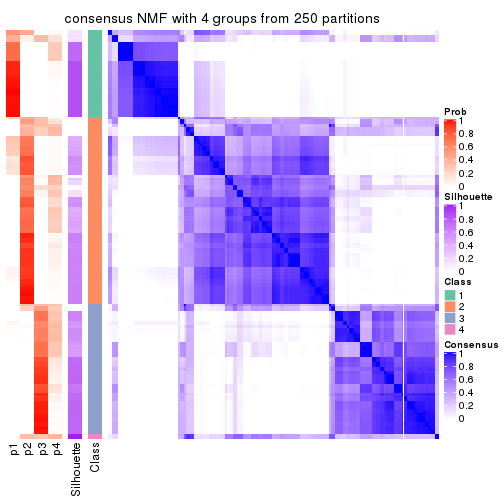 consensus NMF with 4 groups from 250 partitions
Prob
1
0.8
0.6
0.4
0.2
0
Silhouette
1
0.8
0.6
0.4
0.2
0
Class
1
2
3
4
Consensus
1
0.8
0.6
0.4
0.2
0
p1
p2
p3
p4
Silhouette
Class